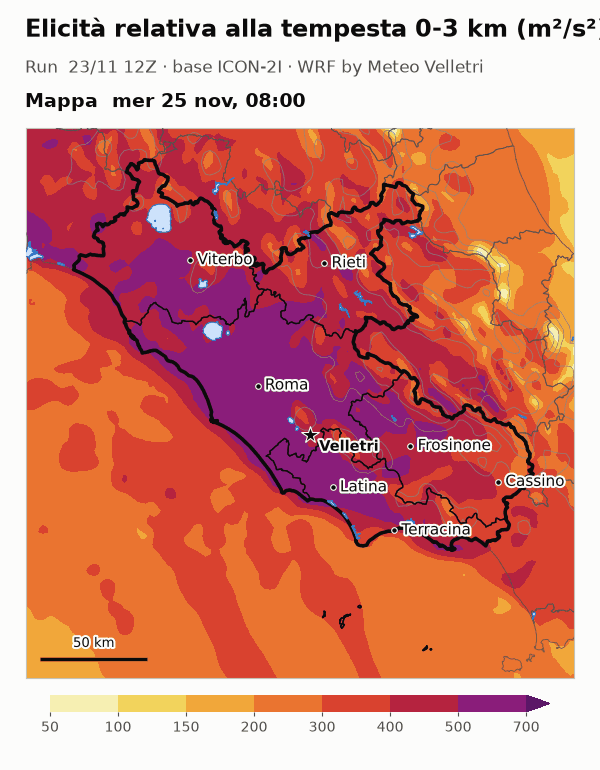 Elicità relativa alla tempesta 0-3 km (m²/s²)
Run 23/11 12Z · base ICON-2I · WRF by Meteo Velletri
Mappa mer 25 nov, 08:00
Viterbo
Rieti
Roma
Velletri
Frosinone
Latina
Cassino
Terracina
50 km
50 100 150 200 300 400 500 700